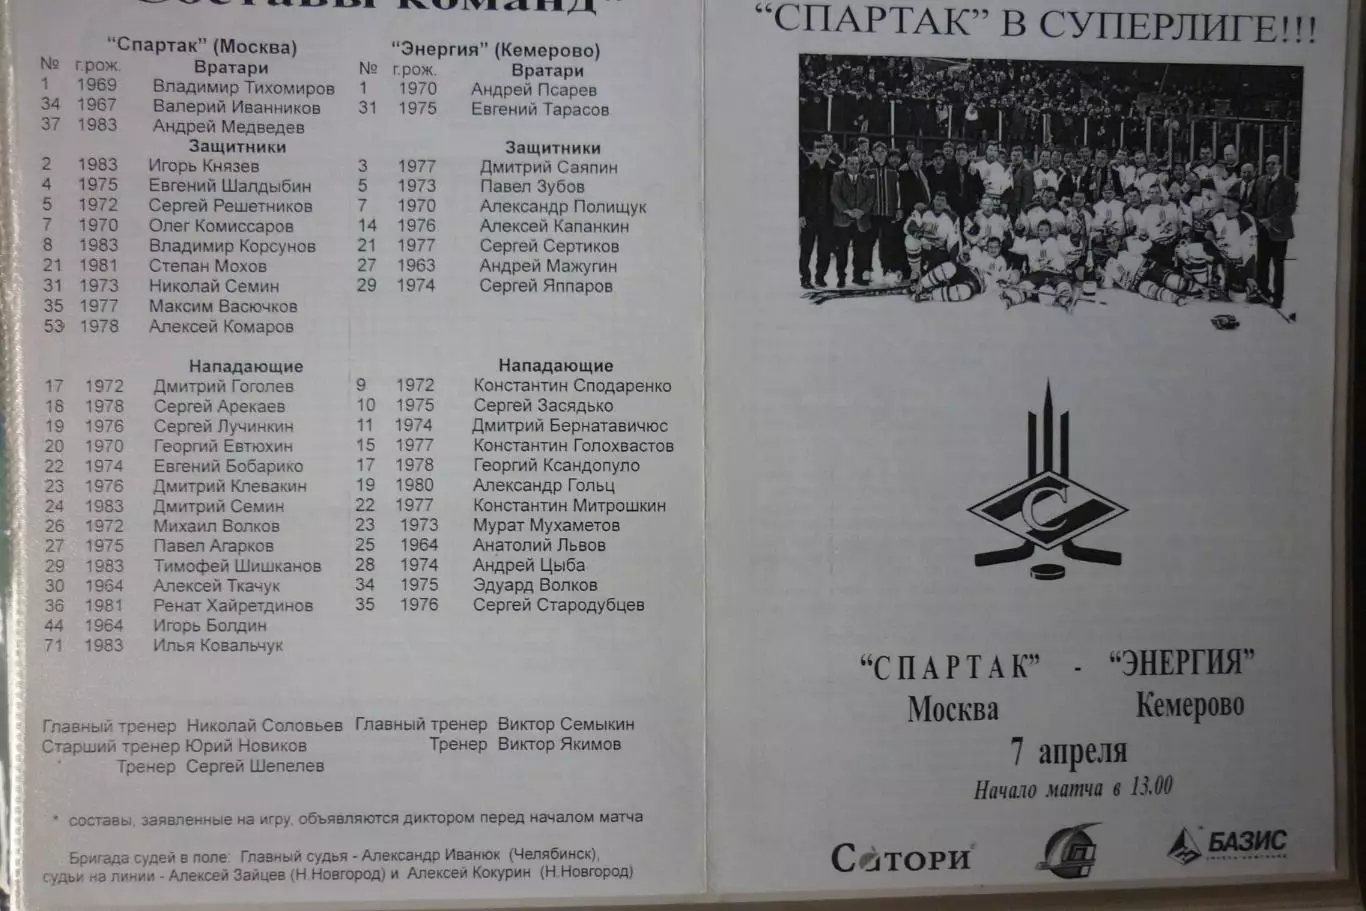 Составы команд*
"Спартак" (Москва)
№ г.рож. Вратари
1 1969 Владимир Тихомиров
34 1967 Валерий Иванников
37 1983 Андрей Медведев
Защитники
2 1983 Игорь Князев
4 1975 Евгений Шалдыбин
5 1972 Сергей Решетников
7 1970 Олег Комиссаров
8 1983 Владимир Корсунов
21 1981 Степан Мохов
31 1973 Николай Семин
35 1977 Максим Васючков
53 1978 Алексей Комаров
Нападающие
17 1972 Дмитрий Гоголев
18 1978 Сергей Арекаев
19 1976 Сергей Лучинкин
20 1970 Георгий Евтюхин
22 1974 Евгений Бобарико
23 1976 Дмитрий Клевакин
24 1983 Дмитрий Семин
26 1972 Михаил Волков
27 1975 Павел Агарков
29 1983 Тимофей Шишканов
30 1964 Алексей Ткачук
36 1981 Ренат Хайретдинов
44 1964 Игорь Болдин
71 1983 Илья Ковальчук
Главный тренер Николай Соловьев
Старший тренер Юрий Новиков
Тренер Сергей Шепелев
"Энергия" (Кемерово)
№ г.рож. Вратари
1 1970 Андрей Псарев
31 1975 Евгений Тарасов
Защитники
3 1977 Дмитрий Саяпин
5 1973 Павел Зубов
7 1970 Александр Полищук
14 1976 Алексей Капанкин
21 1977 Сергей Сертиков
27 1963 Андрей Мажугин
29 1974 Сергей Яппаров
Нападающие
9 1972 Константин Сподаренко
10 1975 Сергей Засядько
11 1974 Дмитрий Бернатавичюс
15 1977 Константин Голохвастов
17 1978 Георгий Ксандопуло
19 1980 Александр Гольц
22 1977 Константин Митрошкин
23 1973 Мурат Мухаметов
25 1964 Анатолий Львов
28 1974 Андрей Цыба
34 1975 Эдуард Волков
35 1976 Сергей Стародубцев
Главный тренер Виктор Семыкин
Тренер Виктор Якимов
* составы, заявленные на игру, объявляются диктором перед началом матча
Бригада судей в поле: Главный судья - Александр Иванюк (Челябинск),
судьи на линии - Алексей Зайцев (Н.Новгород) и Алексей Кокурин (Н.Новгород)
"СПАРТАК" В СУПЕРЛИГЕ!!!
С
"СПАРТАК" - "ЭНЕРГИЯ"
Москва Кемерово
7 апреля
Начало матча в 13.00
САТОРИ
БАЗИС